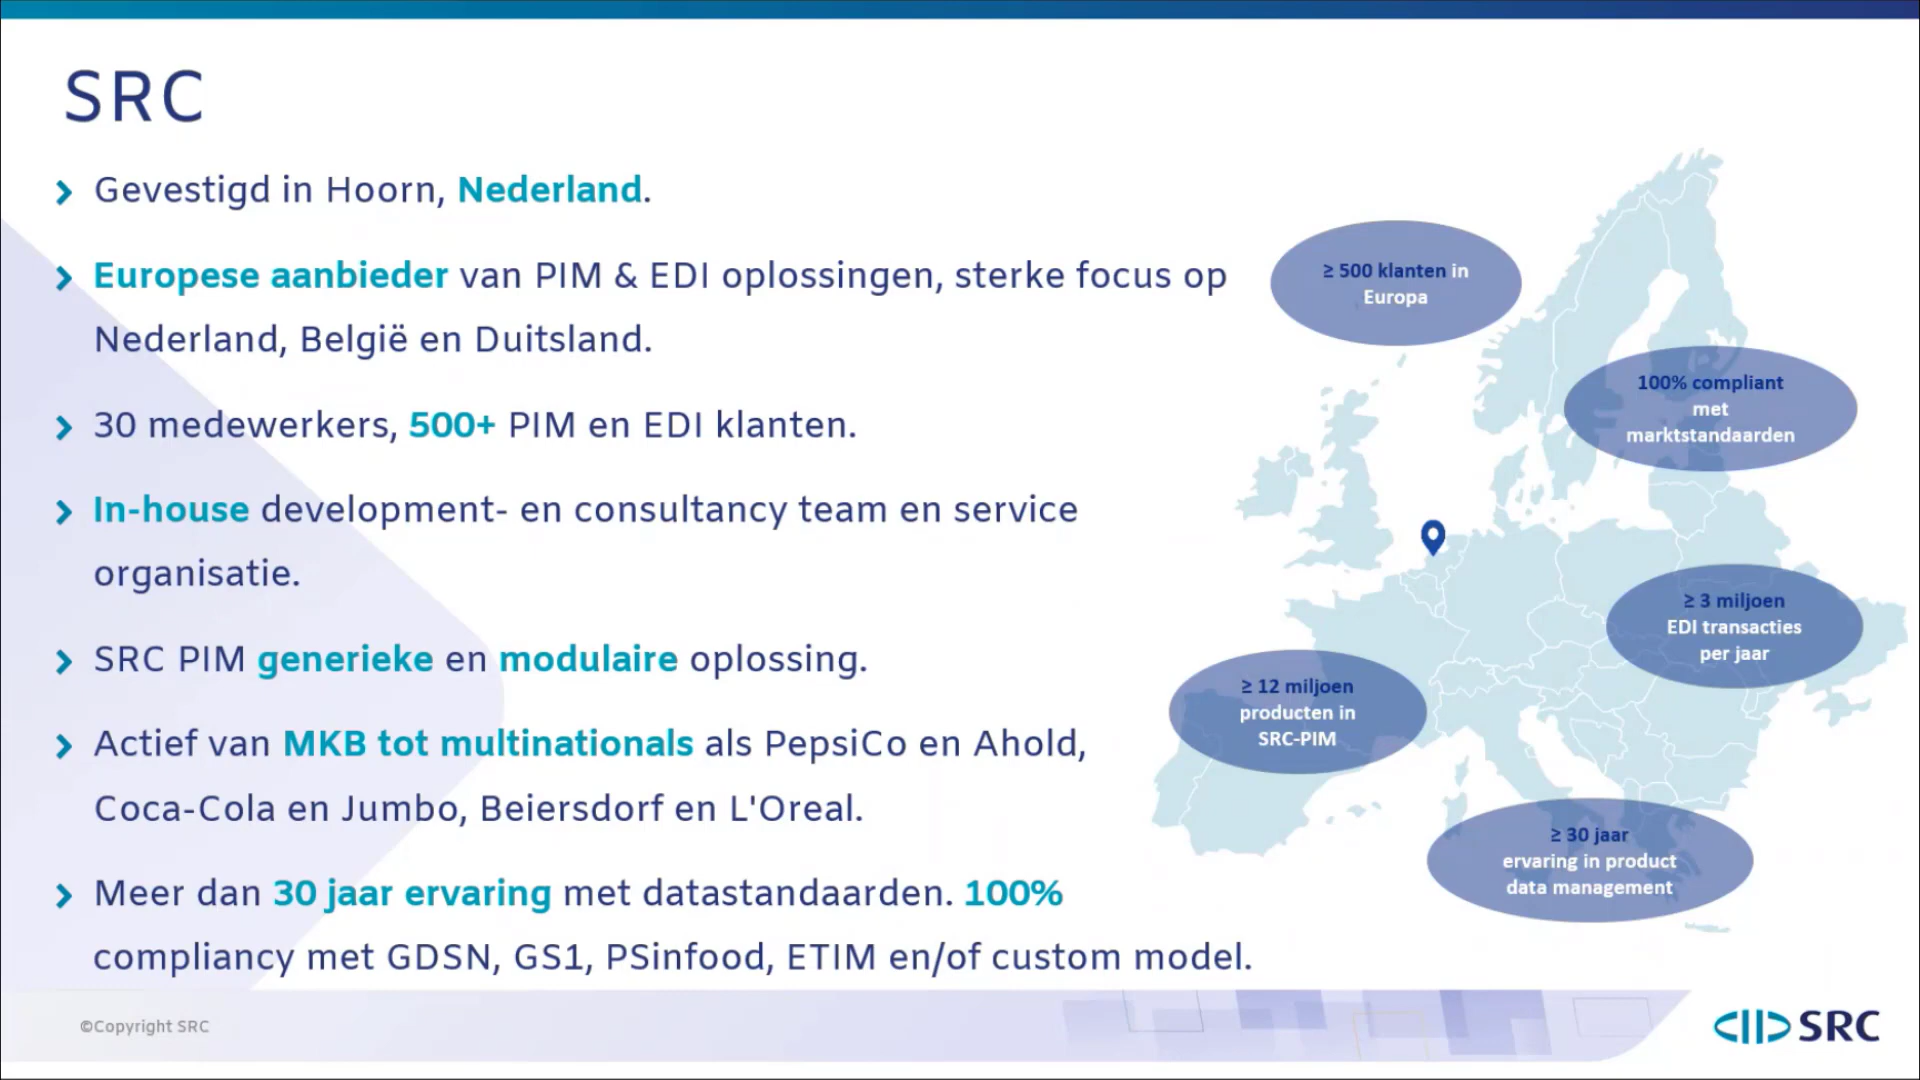 SRC
Gevestigd in Hoorn, Nederland.
Europese aanbieder van PIM & EDI oplossingen, sterke focus op
Nederland, België en Duitsland.
30 medewerkers, 500+ PIM en EDI klanten.
In-house development- en consultancy team en service
organisatie.
SRC PIM generieke en modulaire oplossing.
Actief van MKB tot multinationals als PepsiCo en Ahold,
Coca-Cola en Jumbo, Beiersdorf en L'Oreal.
Meer dan 30 jaar ervaring met datastandaarden. 100%
compliancy met GDSN, GS1, PSinfood, ETIM en/of custom model.
≥ 500 klanten in
Europa
100% compliant
met
marktstandaarden
≥ 3 miljoen
EDI transacties
per jaar
≥ 12 miljoen
producten in
SRC-PIM
≥ 30 jaar
ervaring in product
data management
©Copyright SRC
SRC